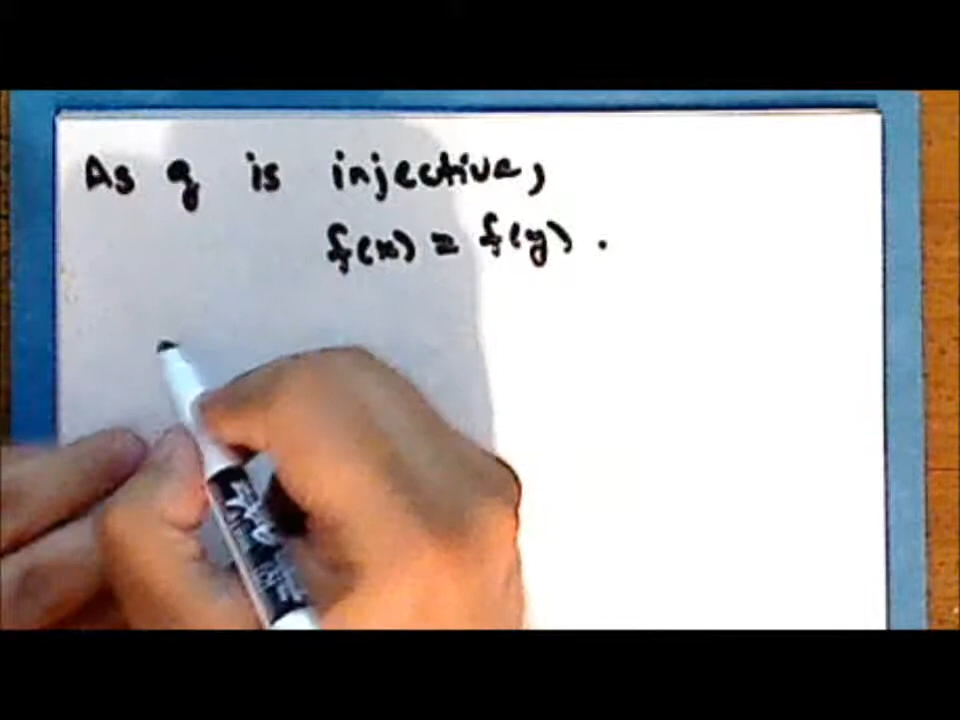 As g is injective,
f(x) = f(y).